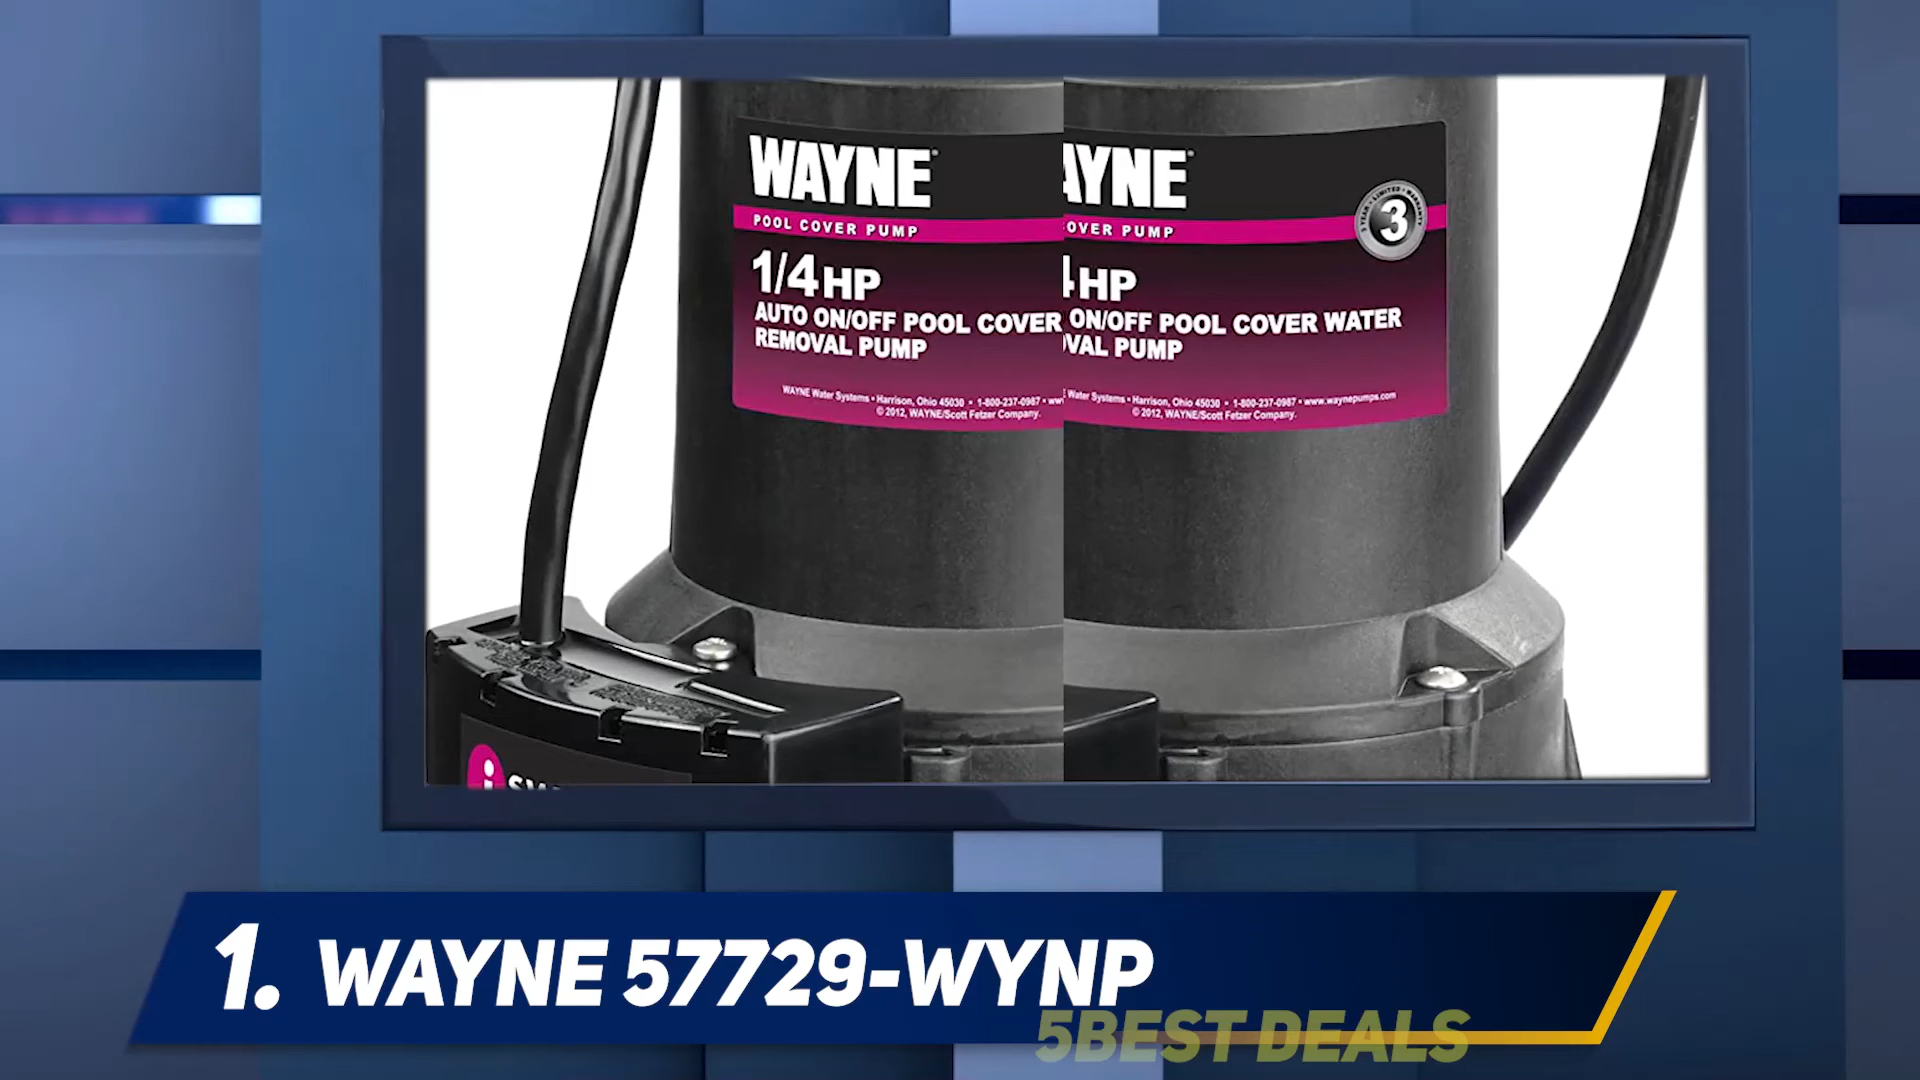 WAYNE
POOL COVER PUMP
1/4 HP
AUTO ON/OFF POOL COVER
REMOVAL PUMP
WAYNE Water Systems • Harrison, Ohio 45030 • 1-800-237-0987 • ww
© 2012, WAYNE/Scott Fetzer Company.
AYNE
OVER PUMP
3
HP
ON/OFF POOL COVER WATER
VAL PUMP
Water Systems • Harrison, Ohio 45030 • 1-800-237-0987 • www.waynepumps.com
© 2012, WAYNE/Scott Fetzer Company.
i
1. WAYNE 57729-WYNP
5BEST DEALS